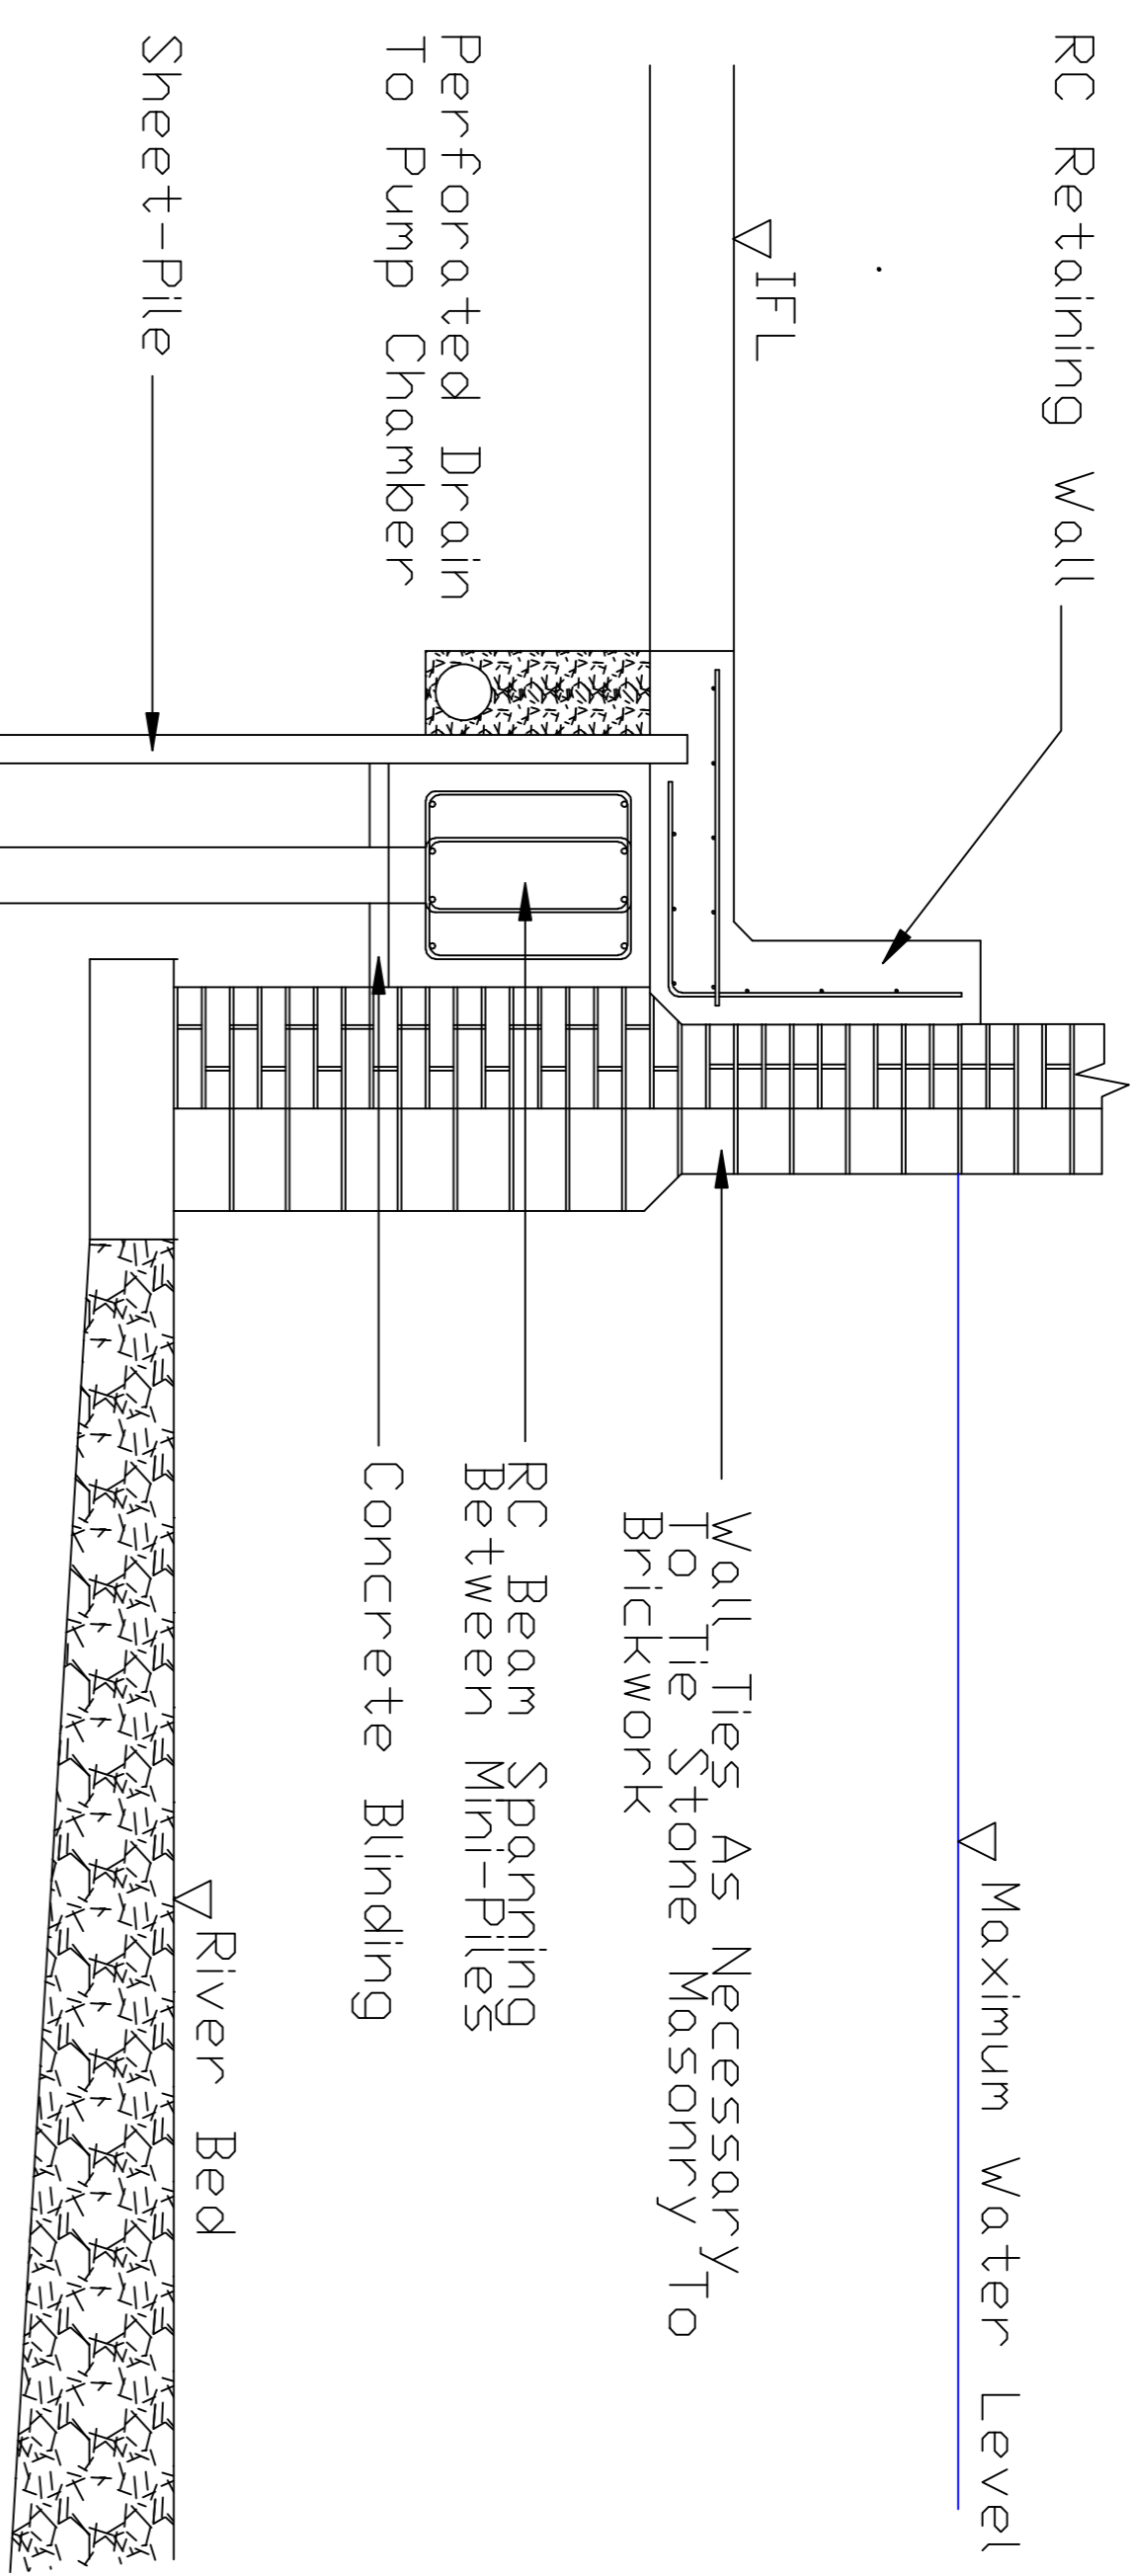 RC Retaining Wall
IFL
Perforated Drain
To Pump Chamber
Sheet-Pile
Maximum Water Level
Wall Ties As Necessary
To Tie Stone Masonry To
Brickwork
RC Beam Spanning
Between Mini-Piles
Concrete Blinding
River Bed